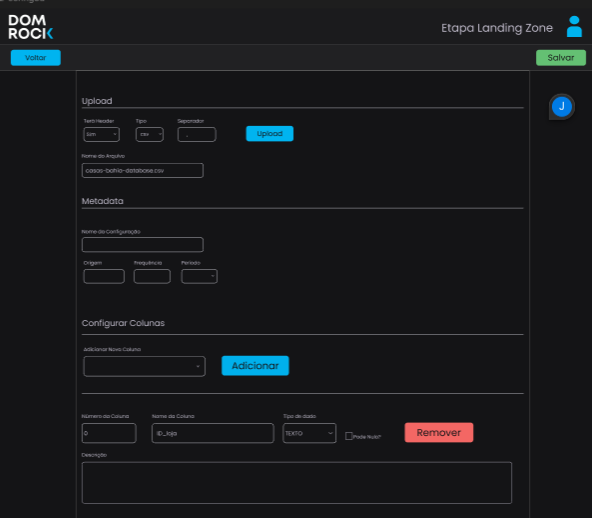 DOM
ROCK
Etapa Landing Zone
Voltar
Salvar
J
Upload
Terá Header
Tipo
Separador
Sim
csv
Upload
Nome do Arquivo
casas-bahia-database.csv
Metadata
Nome da Configuração
Origem
Frequência
Período
Configurar Colunas
Adicionar Nova Coluna
Adicionar
Número da Coluna
Nome da Coluna
Tipo de dado
0
ID_loja
TEXTO
Pode Nulo?
Remover
Descrição